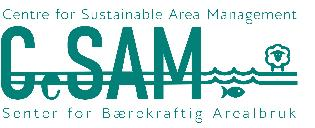 Centre for Sustainable Area Management
CeSAM
Senter for Bærekraftig Arealbruk